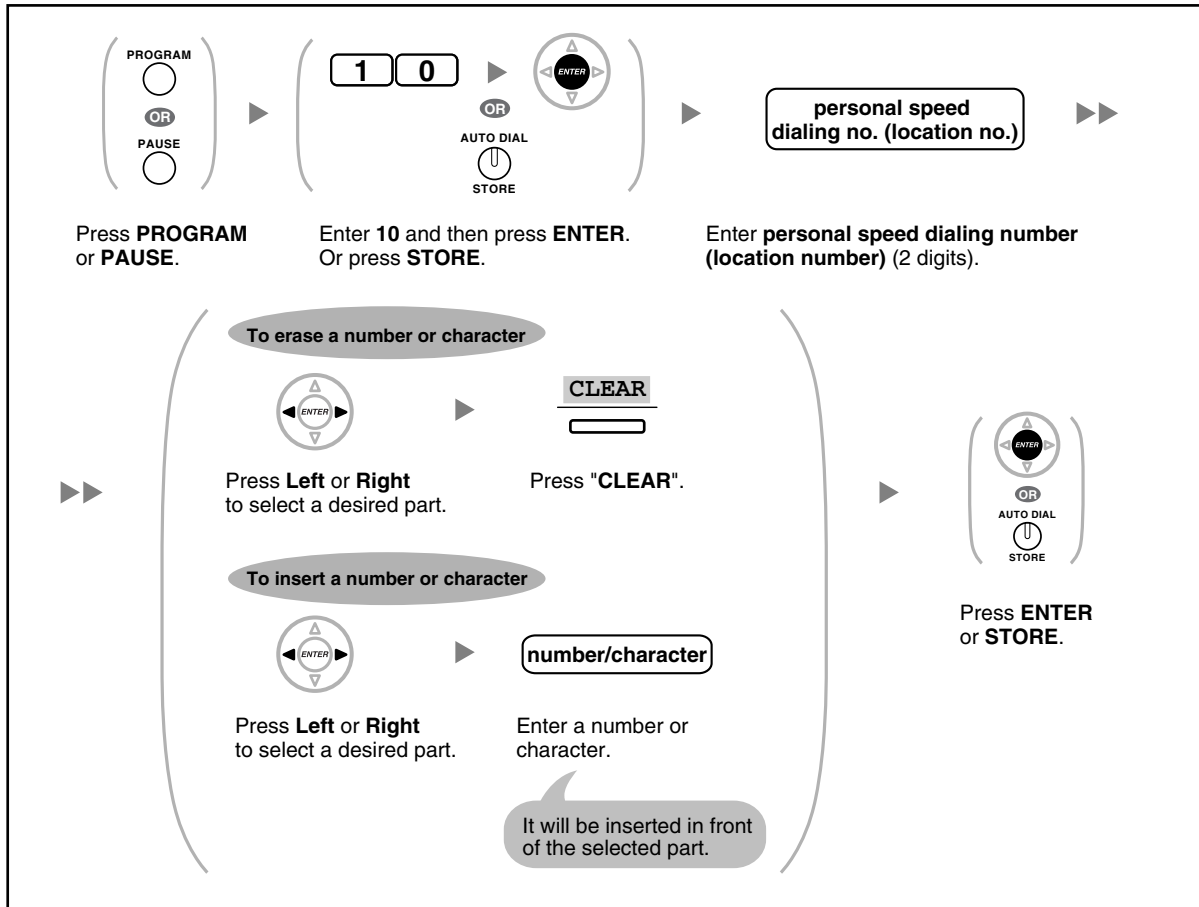 PROGRAM
OR
PAUSE
1 0
ENTER
OR
AUTO DIAL
STORE
personal speed
dialing no. (location no.)
Press PROGRAM
or PAUSE.
Enter 10 and then press ENTER.
Or press STORE.
Enter personal speed dialing number
(location number) (2 digits).
To erase a number or character
ENTER
CLEAR
Press Left or Right
to select a desired part.
Press "CLEAR".
To insert a number or character
ENTER
number/character
Press Left or Right
to select a desired part.
Enter a number or
character.
It will be inserted in front
of the selected part.
ENTER
OR
AUTO DIAL
STORE
Press ENTER
or STORE.